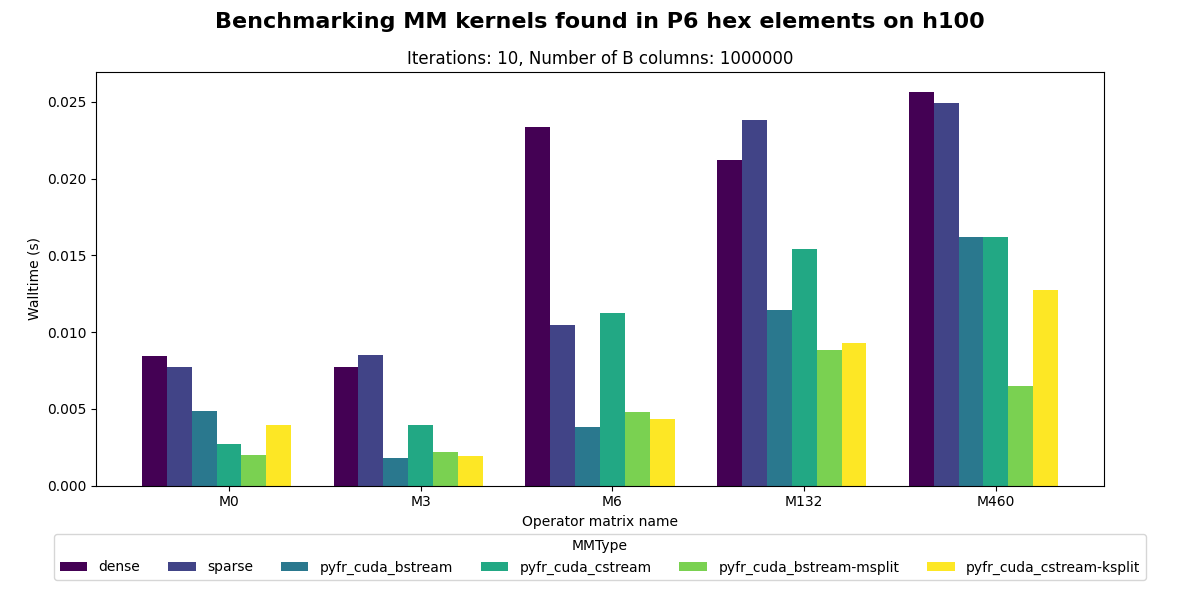 Benchmarking MM kernels found in P6 hex elements on h100
Iterations: 10, Number of B columns: 1000000
0.025
0.020
0.015
0.010
0.005
0.000
Walltime (s)
M0 M3 M6 M132 M460
Operator matrix name
MMType
dense sparse pyfr_cuda_bstream pyfr_cuda_cstream pyfr_cuda_bstream-msplit pyfr_cuda_cstream-ksplit